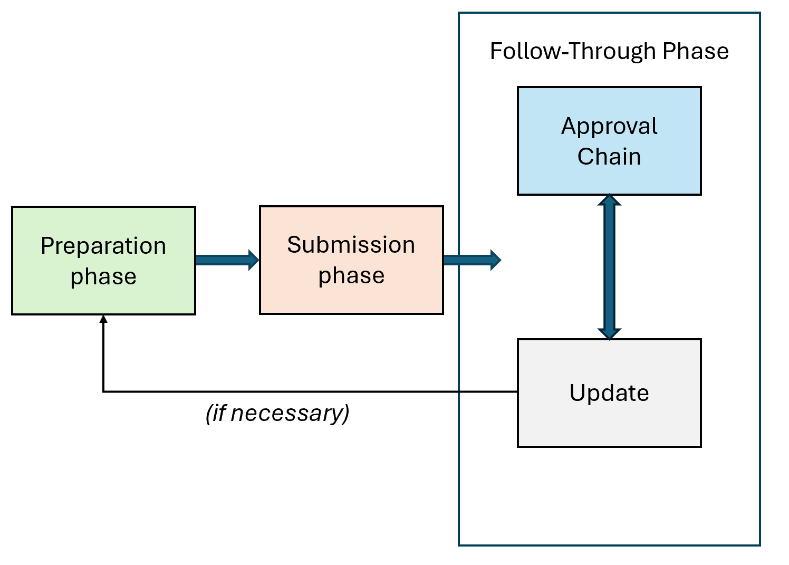 Follow-Through Phase
Approval
Chain
Preparation
phase
Submission
phase
Update
(if necessary)